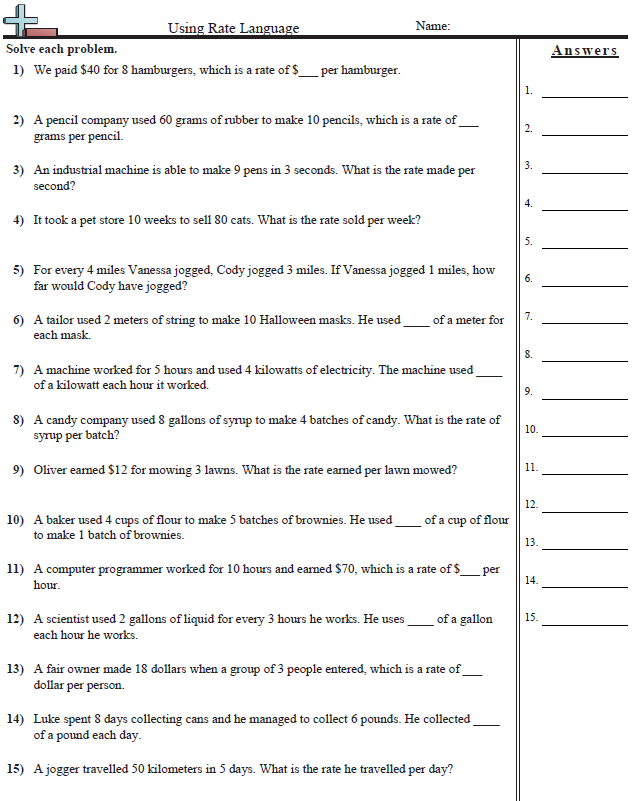 Using Rate Language
Name:
Solve each problem.
Answers
1) We paid $40 for 8 hamburgers, which is a rate of $___ per hamburger.
2) A pencil company used 60 grams of rubber to make 10 pencils, which is a rate of ___
grams per pencil.
3) An industrial machine is able to make 9 pens in 3 seconds. What is the rate made per
second?
4) It took a pet store 10 weeks to sell 80 cats. What is the rate sold per week?
5) For every 4 miles Vanessa jogged, Cody jogged 3 miles. If Vanessa jogged 1 miles, how
far would Cody have jogged?
6) A tailor used 2 meters of string to make 10 Halloween masks. He used ____ of a meter for
each mask.
7) A machine worked for 5 hours and used 4 kilowatts of electricity. The machine used ____
of a kilowatt each hour it worked.
8) A candy company used 8 gallons of syrup to make 4 batches of candy. What is the rate of
syrup per batch?
9) Oliver earned $12 for mowing 3 lawns. What is the rate earned per lawn mowed?
10) A baker used 4 cups of flour to make 5 batches of brownies. He used ____ of a cup of flour
to make 1 batch of brownies.
11) A computer programmer worked for 10 hours and earned $70, which is a rate of $___ per
hour.
12) A scientist used 2 gallons of liquid for every 3 hours he works. He uses ____ of a gallon
each hour he works.
13) A fair owner made 18 dollars when a group of 3 people entered, which is a rate of ___
dollar per person.
14) Luke spent 8 days collecting cans and he managed to collect 6 pounds. He collected ____
of a pound each day.
15) A jogger travelled 50 kilometers in 5 days. What is the rate he travelled per day?
1.
2.
3.
4.
5.
6.
7.
8.
9.
10.
11.
12.
13.
14.
15.